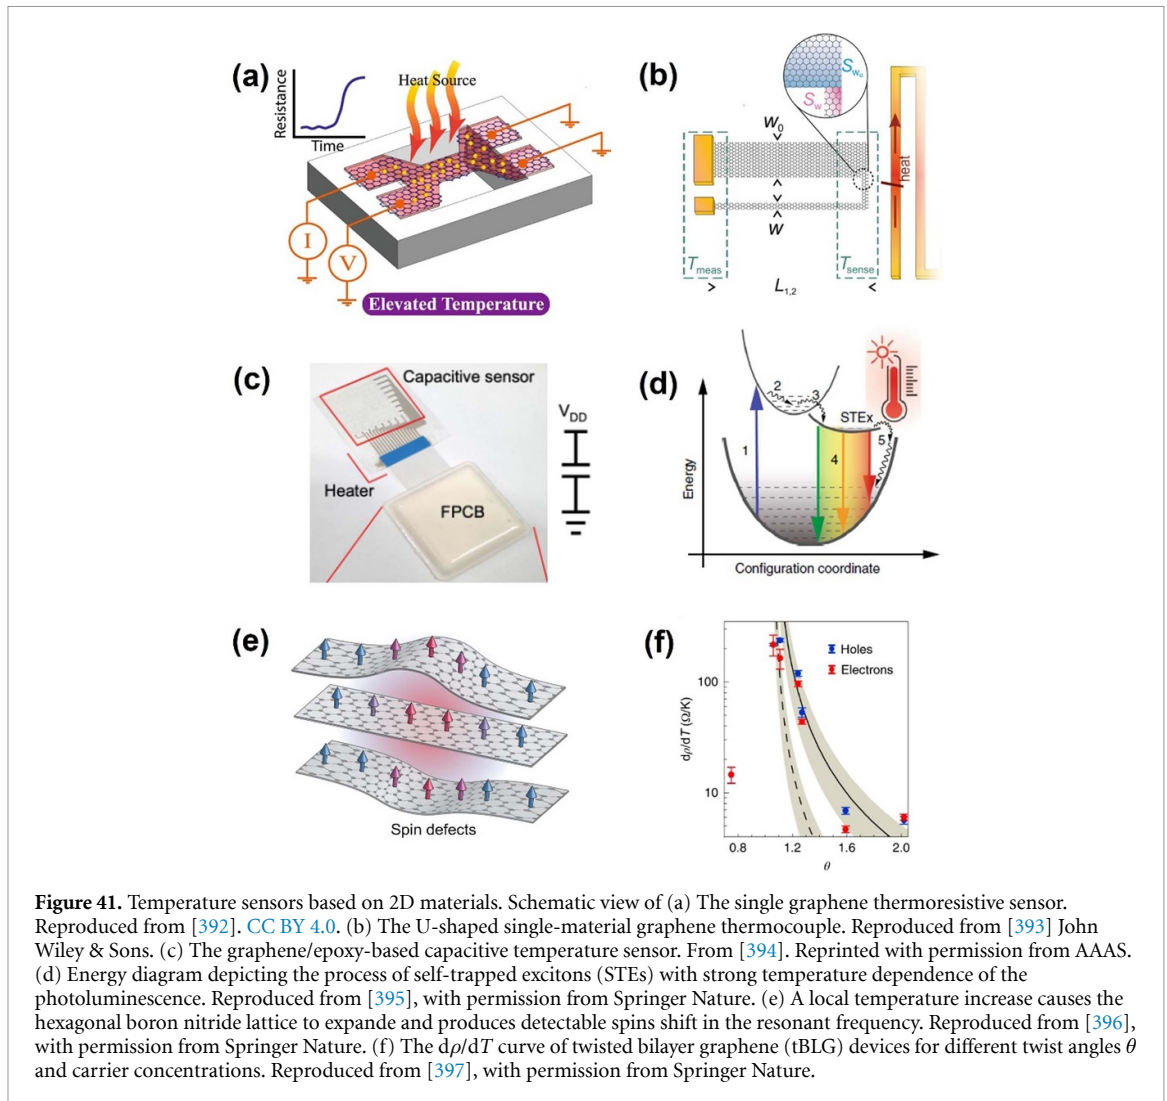 (a)
Resistance
Time
Heat Source
I
V
Elevated Temperature
(b)
S_w₀
S_w
W₀
W
T_meas
T_sense
I_heat
L₁,₂
(c)
Capacitive sensor
Heater
FPCB
V_DD
(d)
Energy
1
2
3
STEx
4
5
Configuration coordinate
(e)
Spin defects
(f)
Holes
Electrons
dρ/dT (Ω/K)
100
10
0.8 1.2 1.6 2.0
θ
Figure 41. Temperature sensors based on 2D materials. Schematic view of (a) The single graphene thermoresistive sensor.
Reproduced from [392]. CC BY 4.0. (b) The U-shaped single-material graphene thermocouple. Reproduced from [393] John
Wiley & Sons. (c) The graphene/epoxy-based capacitive temperature sensor. From [394]. Reprinted with permission from AAAS.
(d) Energy diagram depicting the process of self-trapped excitons (STEs) with strong temperature dependence of the
photoluminescence. Reproduced from [395], with permission from Springer Nature. (e) A local temperature increase causes the
hexagonal boron nitride lattice to expande and produces detectable spins shift in the resonant frequency. Reproduced from [396],
with permission from Springer Nature. (f) The dρ/dT curve of twisted bilayer graphene (tBLG) devices for different twist angles θ
and carrier concentrations. Reproduced from [397], with permission from Springer Nature.